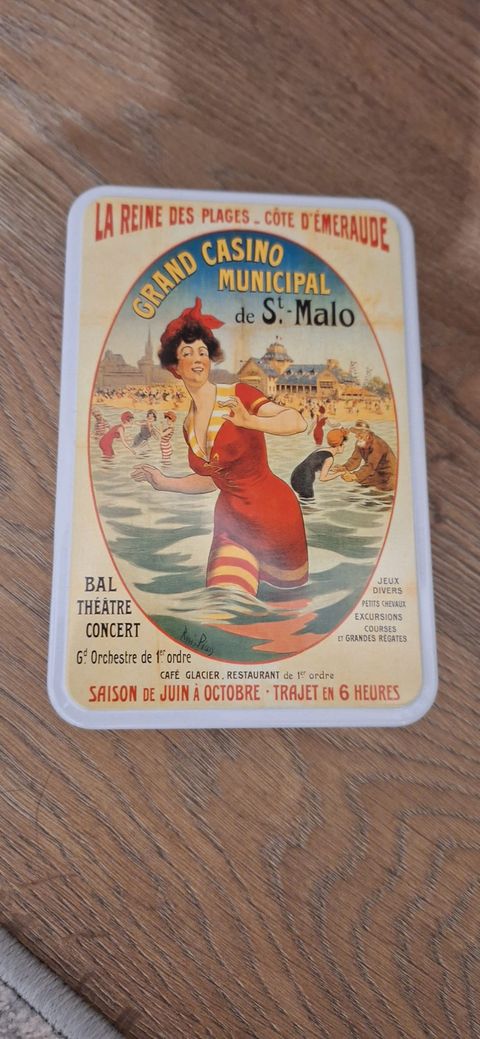 LA REINE DES PLAGES - CÔTE D'ÉMERAUDE
GRAND CASINO
MUNICIPAL
de St.-Malo
BAL
THÉÂTRE
CONCERT
Gd Orchestre de 1er ordre
JEUX
DIVERS
PETITS CHEVAUX
EXCURSIONS
COURSES
ET GRANDES RÉGATES
CAFÉ GLACIER, RESTAURANT de 1er ordre
SAISON DE JUIN À OCTOBRE · TRAJET EN 6 HEURES